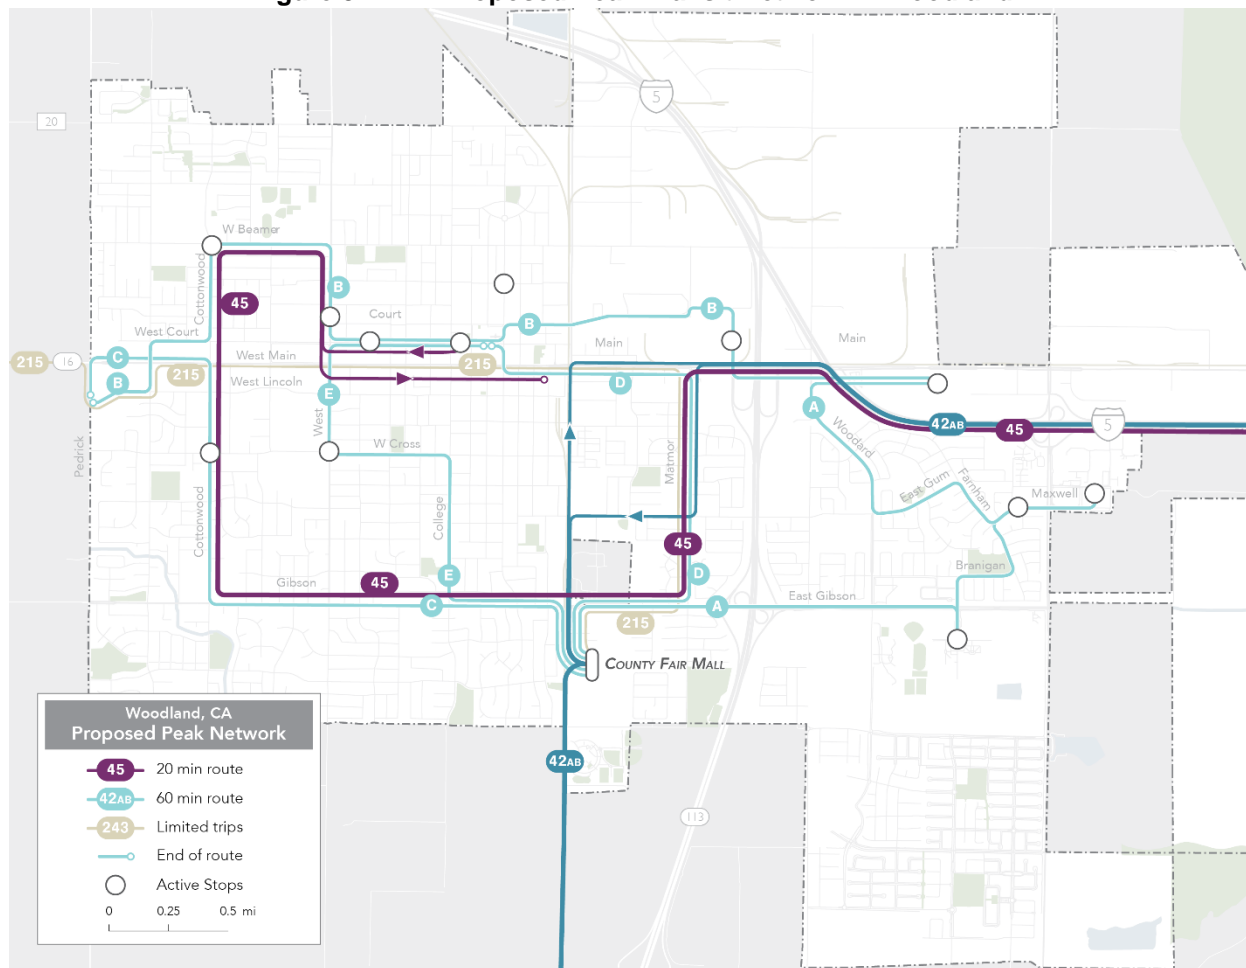 5
20
W Beamer
Cottonwood
B
45
Court
West Court
B
B
Main
Main
215
16
C
West Main
215
215
B
West Lincoln
D
E
A
42AB
45
5
West
W Cross
Woodard
Pedrick
Matmor
East Gum
Farnham
Maxwell
College
Cottonwood
45
Branigan
Gibson
45
E
D
C
A
East Gibson
215
COUNTY FAIR MALL
42AB
113
Woodland, CA
Proposed Peak Network
45 20 min route
42AB 60 min route
243 Limited trips
End of route
Active Stops
0 0.25 0.5 mi